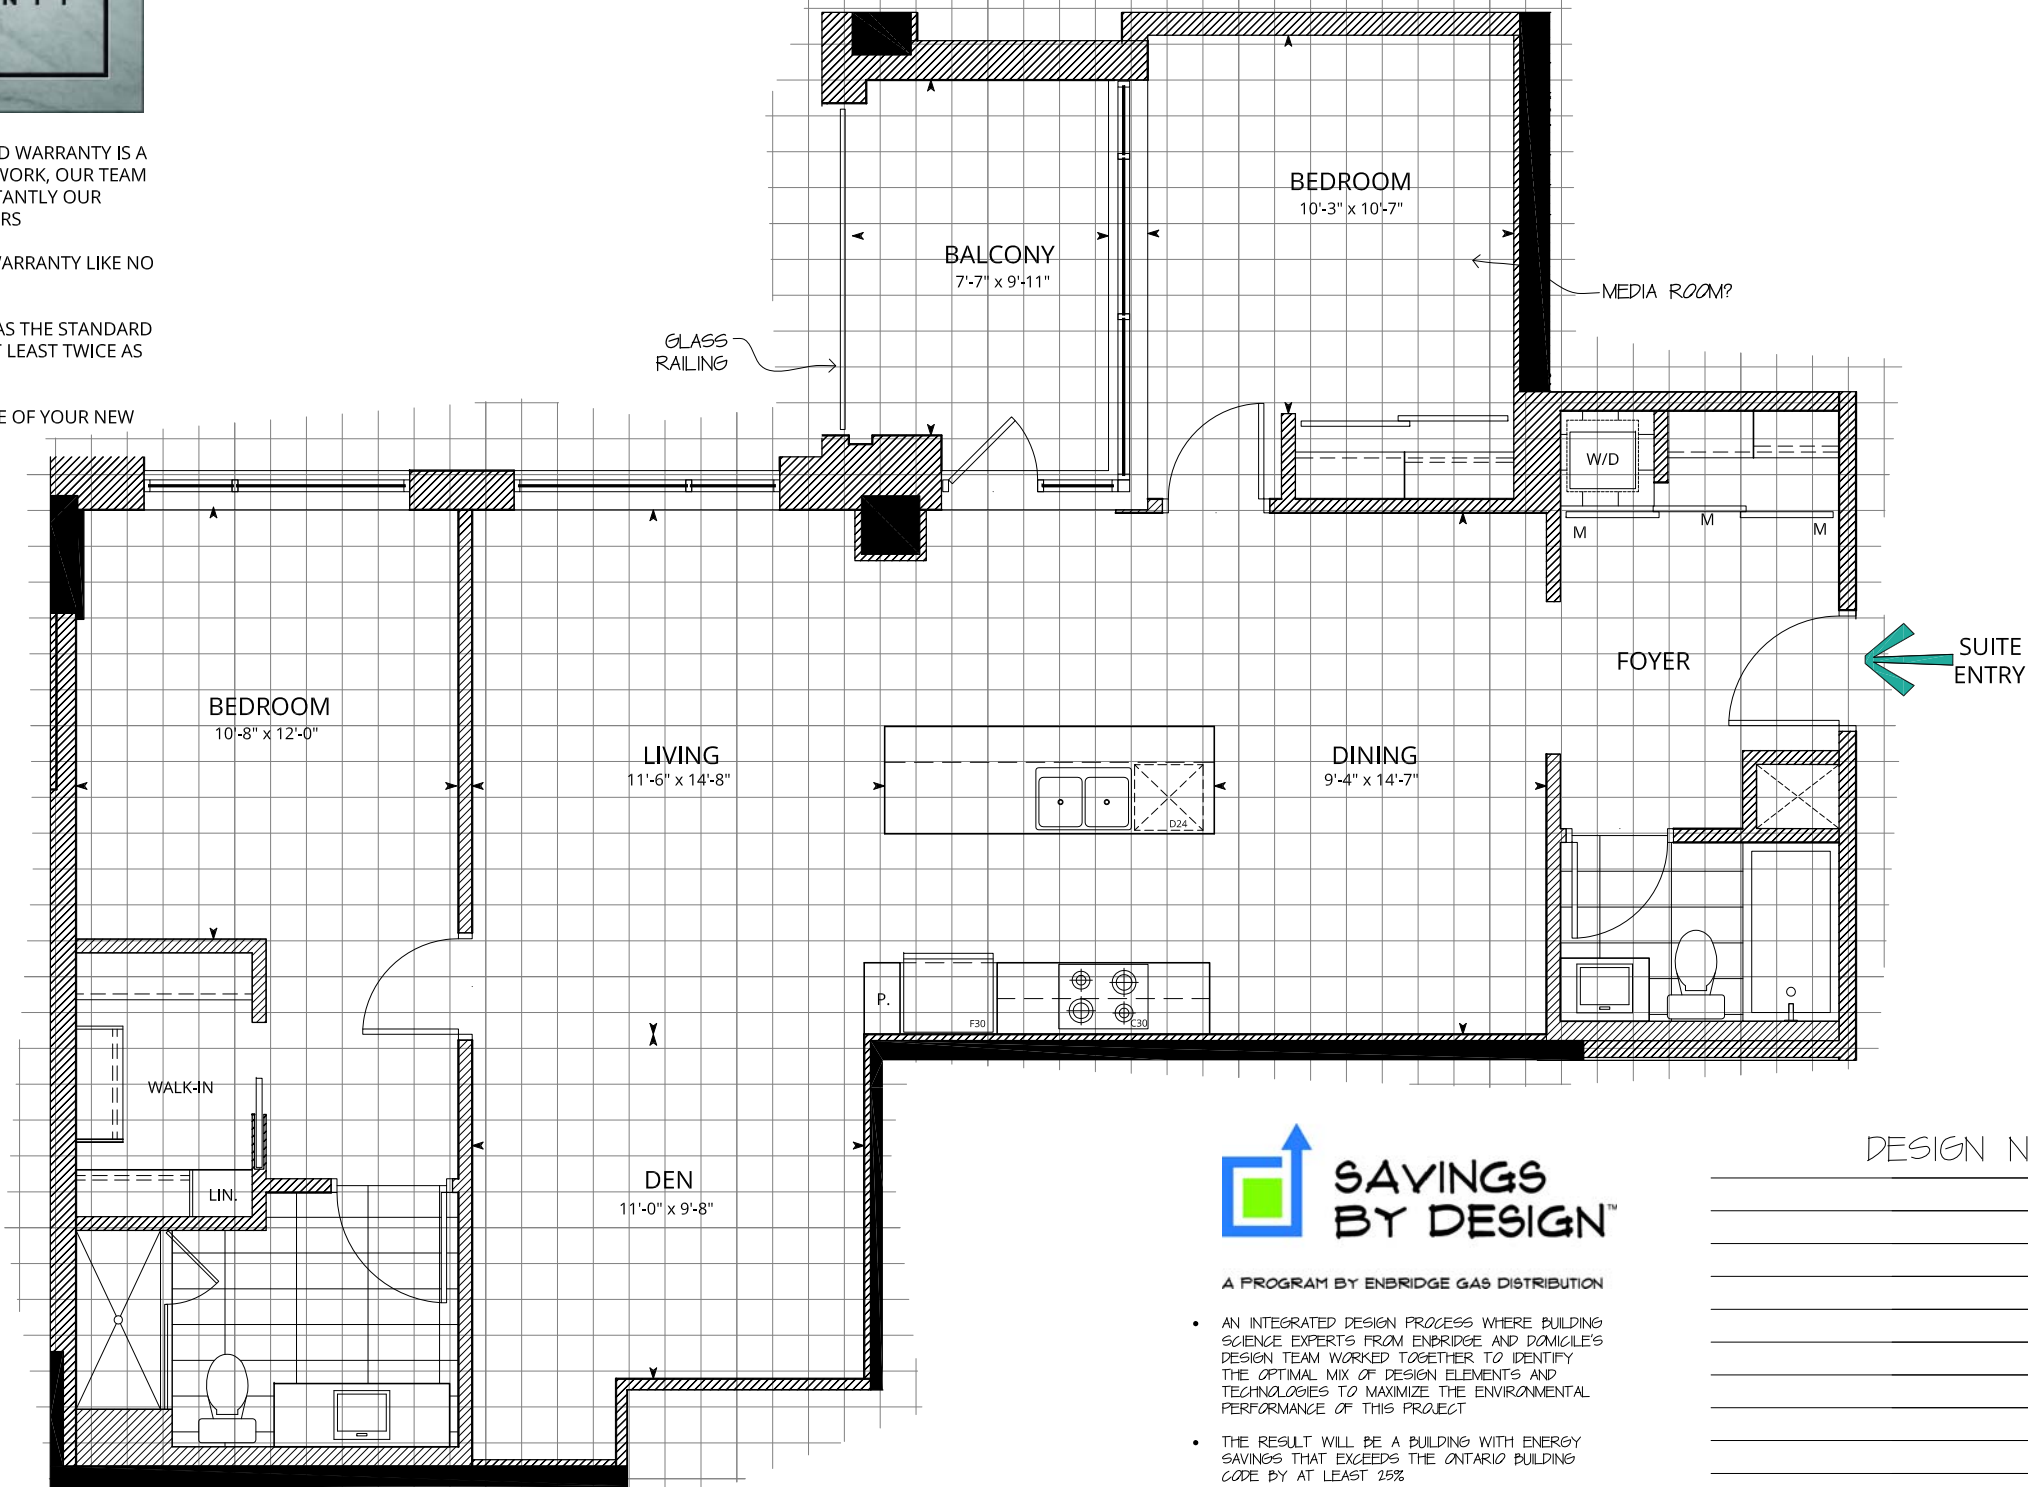 D WARRANTY IS A
WORK, OUR TEAM
TANTLY OUR
RS
WARRANTY LIKE NO
AS THE STANDARD
T LEAST TWICE AS
E OF YOUR NEW
BEDROOM
10'-3" x 10'-7"
BALCONY
7'-7" x 9'-11"
MEDIA ROOM?
GLASS
RAILING
W/D
M
M
M
FOYER
SUITE
ENTRY
BEDROOM
10'-8" x 12'-0"
LIVING
11'-6" x 14'-8"
DINING
9'-4" x 14'-7"
D24
P.
F30
C30
WALK-IN
LIN.
DEN
11'-0" x 9'-8"
SAVINGS
BY DESIGN™
A PROGRAM BY ENBRIDGE GAS DISTRIBUTION
• AN INTEGRATED DESIGN PROCESS WHERE BUILDING
SCIENCE EXPERTS FROM ENBRIDGE AND DOMICILE'S
DESIGN TEAM WORKED TOGETHER TO IDENTIFY
THE OPTIMAL MIX OF DESIGN ELEMENTS AND
TECHNOLOGIES TO MAXIMIZE THE ENVIRONMENTAL
PERFORMANCE OF THIS PROJECT
• THE RESULT WILL BE A BUILDING WITH ENERGY
SAVINGS THAT EXCEEDS THE ONTARIO BUILDING
CODE BY AT LEAST 25%
DESIGN N